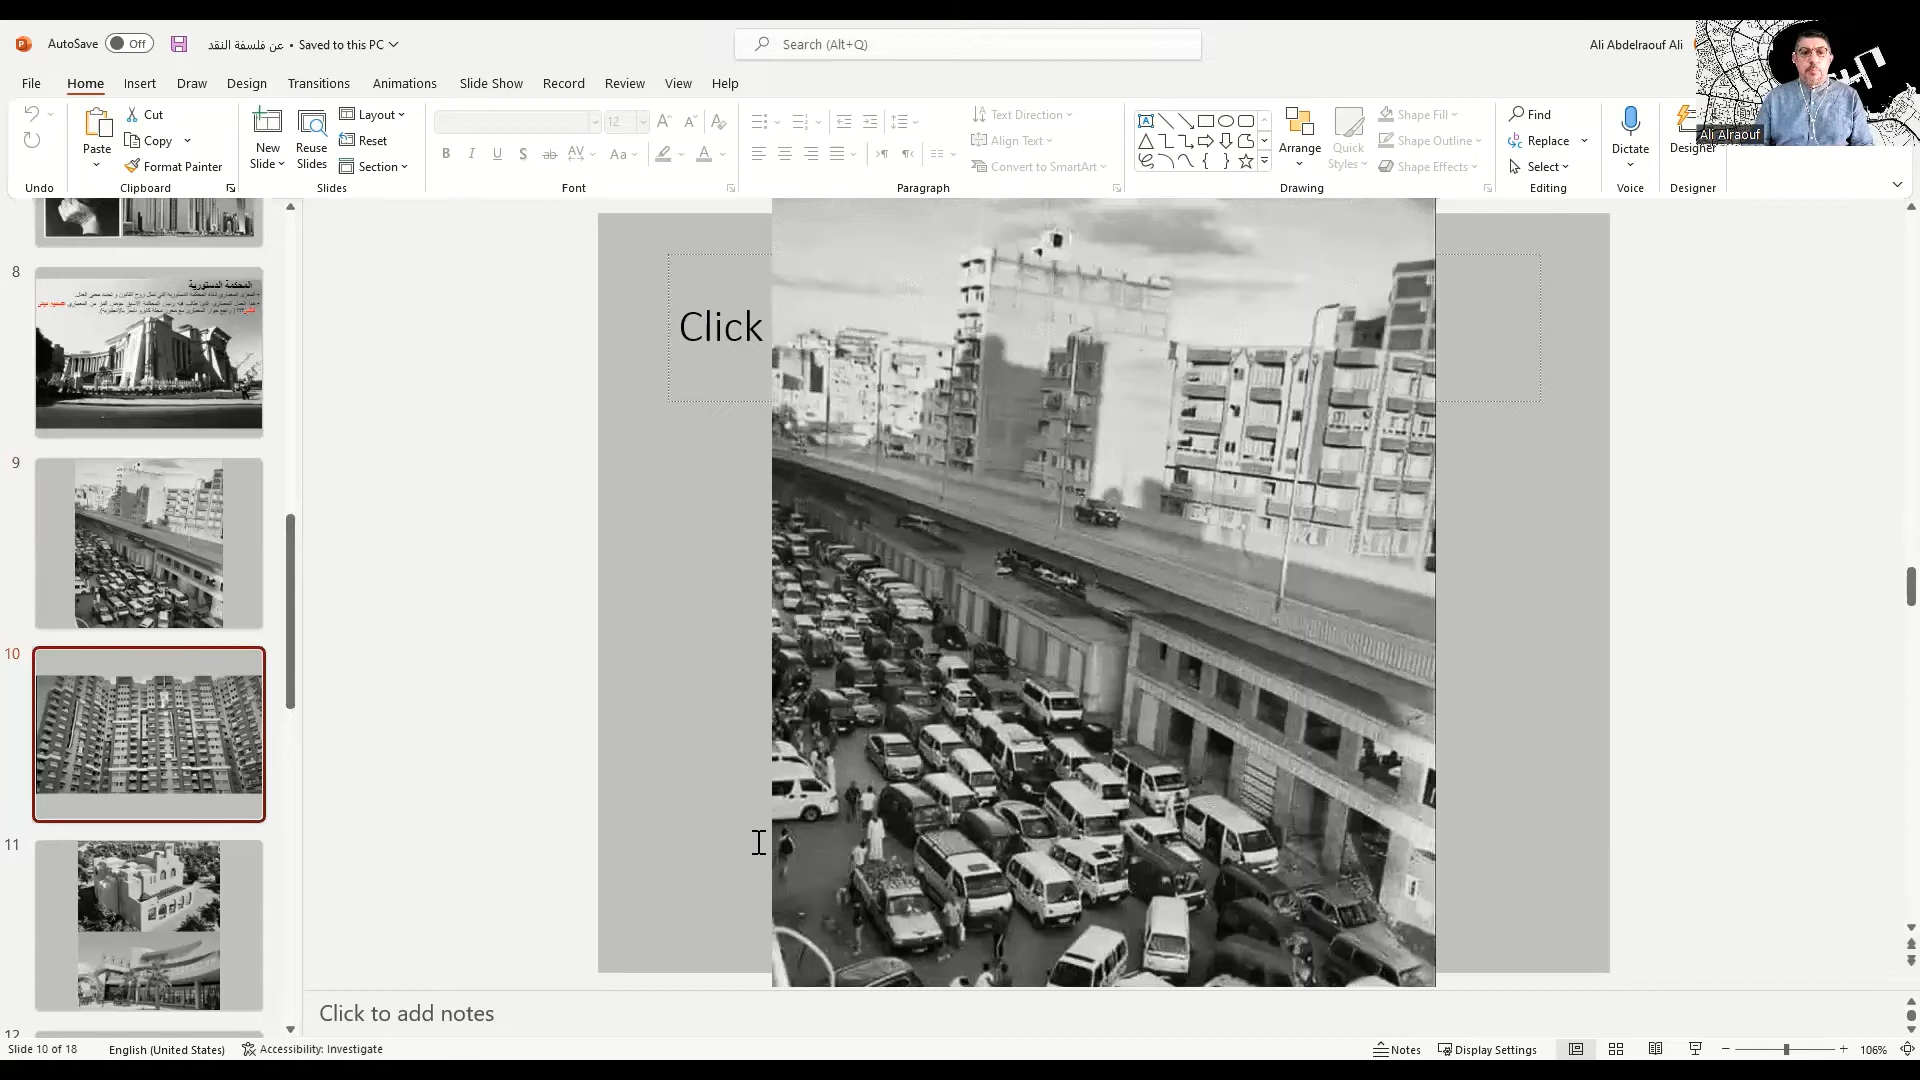 AutoSave Off عن فلسفة النقد • Saved to this PC
Search (Alt+Q)
Ali Abdelraouf Ali
File Home Insert Draw Design Transitions Animations Slide Show Record Review View Help
Undo
Paste
Cut
Copy
Format Painter
Clipboard
New Slide
Reuse Slides
Layout
Reset
Section
Slides
12
B I U S ab AV Aa A
Font
Text Direction
Align Text
Convert to SmartArt
Paragraph
Arrange
Quick Styles
Shape Fill
Shape Outline
Shape Effects
Drawing
Find
Replace
Select
Editing
Dictate
Voice
Designer
Designer
Ali Alraouf
8
المحكمة الدستورية
9
10
11
12
Click
Click to add notes
Slide 10 of 18 English (United States) Accessibility: Investigate
Notes Display Settings 106%